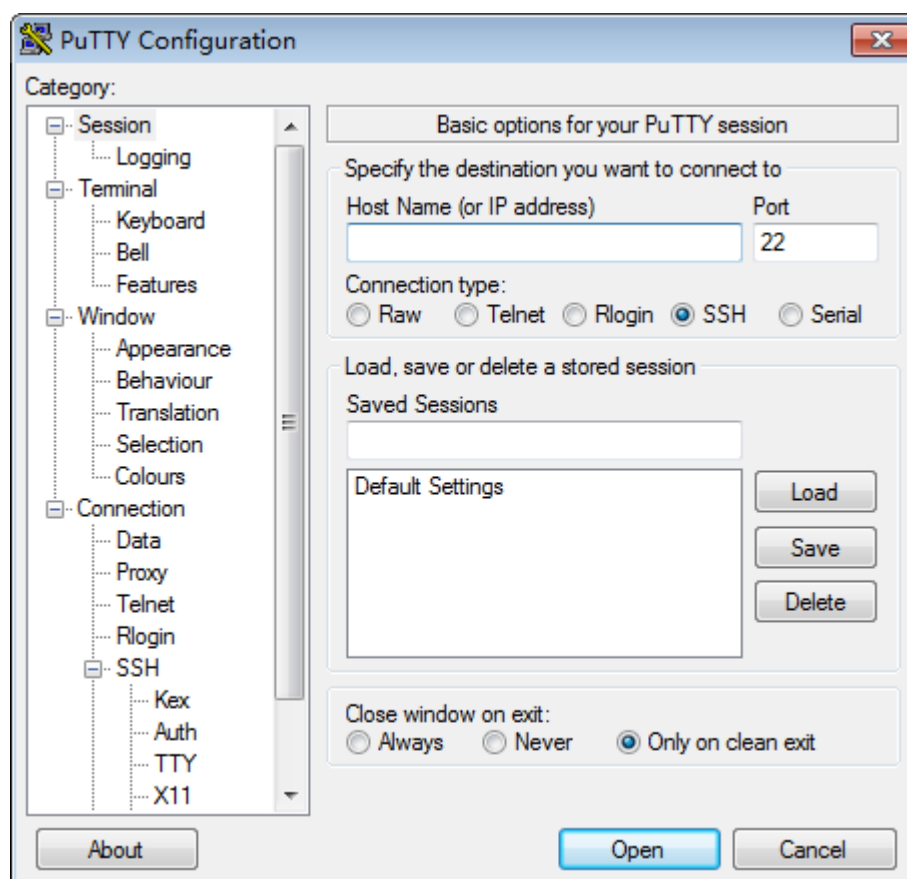 PuTTY Configuration
Category:
Session
Logging
Terminal
Keyboard
Bell
Features
Window
Appearance
Behaviour
Translation
Selection
Colours
Connection
Data
Proxy
Telnet
Rlogin
SSH
Kex
Auth
TTY
X11
Basic options for your PuTTY session
Specify the destination you want to connect to
Host Name (or IP address) Port
22
Connection type:
Raw Telnet Rlogin SSH Serial
Load, save or delete a stored session
Saved Sessions
Default Settings
Load
Save
Delete
Close window on exit:
Always Never Only on clean exit
About Open Cancel